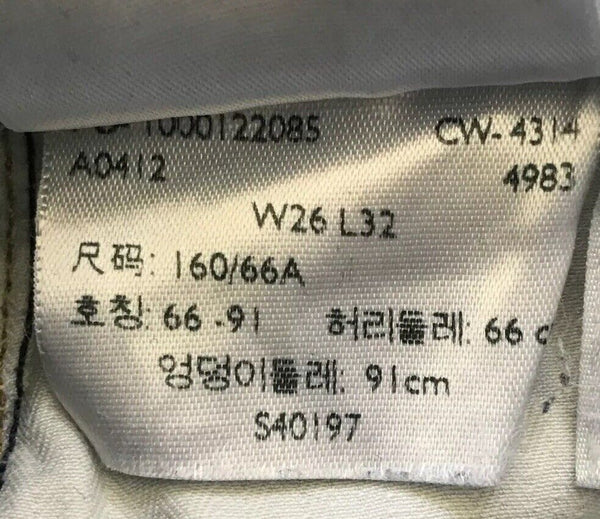 1000122085 CW-4314
A0412 4983
W26 L32
尺码: 160/66A
호칭: 66-91 허리둘레: 66 c
엉덩이둘레: 91cm
S40197